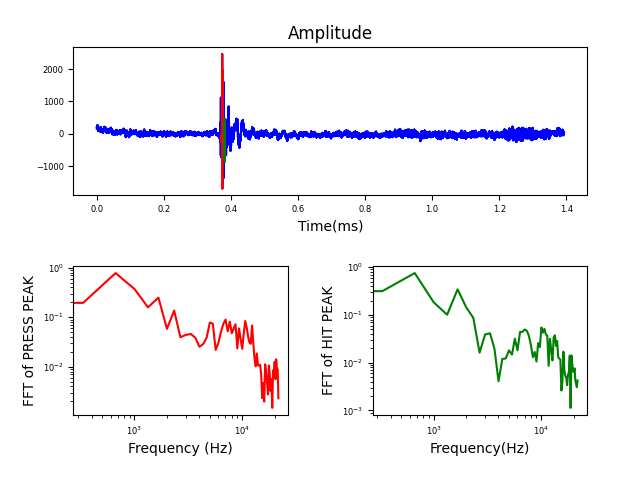 Amplitude
2000
1000
0
−1000
0.0 0.2 0.4 0.6 0.8 1.0 1.2 1.4
Time(ms)
FFT of PRESS PEAK
10⁰
10⁻¹
10⁻²
10³ 10⁴
Frequency (Hz)
FFT of HIT PEAK
10⁰
10⁻¹
10⁻²
10⁻³
10³ 10⁴
Frequency(Hz)